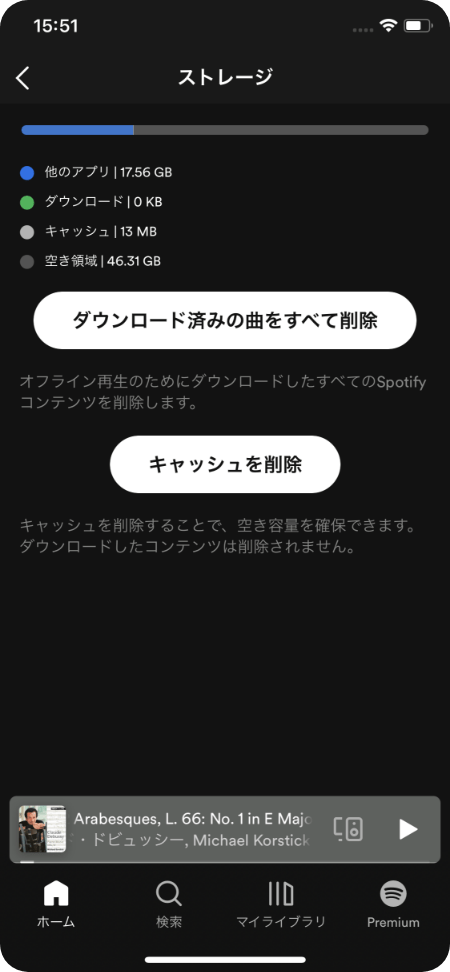 15:51
ストレージ
他のアプリ | 17.56 GB
ダウンロード | 0 KB
キャッシュ | 13 MB
空き領域 | 46.31 GB
ダウンロード済みの曲をすべて削除
オフライン再生のためにダウンロードしたすべてのSpotify
コンテンツを削除します。
キャッシュを削除
キャッシュを削除することで、空き容量を確保できます。
ダウンロードしたコンテンツは削除されません。
Arabesques, L. 66: No. 1 in E Majo
・ドビュッシー, Michael Korstick
ホーム
検索
マイライブラリ
Premium